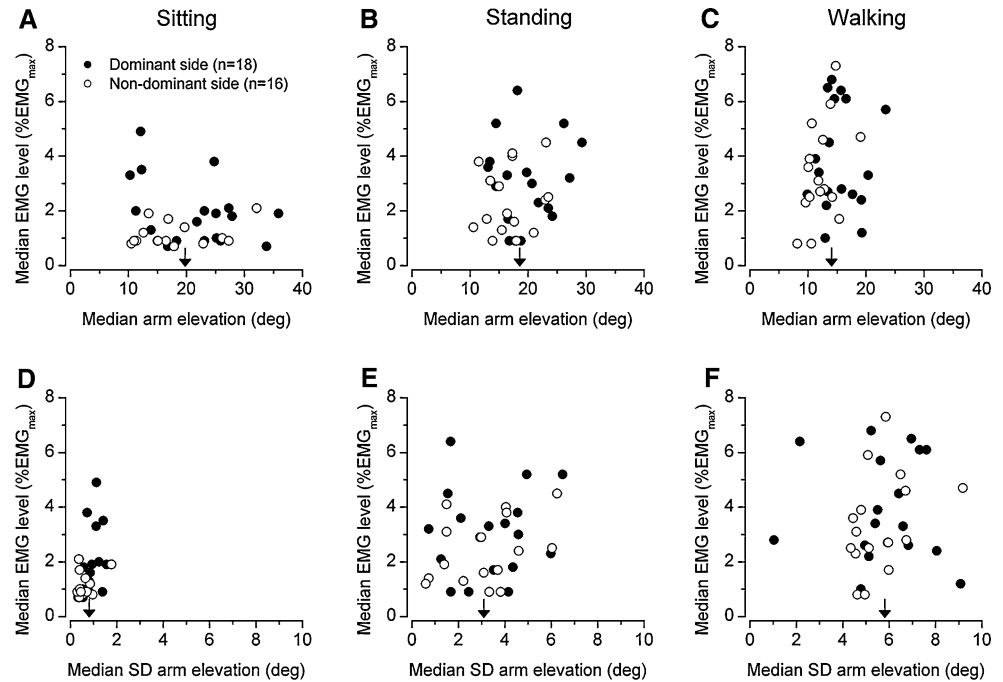 A Sitting
B Standing
C Walking
Dominant side (n=18)
Non-dominant side (n=16)
Median EMG level (%EMGmax)
8
6
4
2
0
0 10 20 30 40
Median arm elevation (deg)
Median EMG level (%EMGmax)
8
6
4
2
0
0 10 20 30 40
Median arm elevation (deg)
Median EMG level (%EMGmax)
8
6
4
2
0
0 10 20 30 40
Median arm elevation (deg)
D
Median EMG level (%EMGmax)
8
6
4
2
0
0 2 4 6 8 10
Median SD arm elevation (deg)
E
Median EMG level (%EMGmax)
8
6
4
2
0
0 2 4 6 8 10
Median SD arm elevation (deg)
F
Median EMG level (%EMGmax)
8
6
4
2
0
0 2 4 6 8 10
Median SD arm elevation (deg)